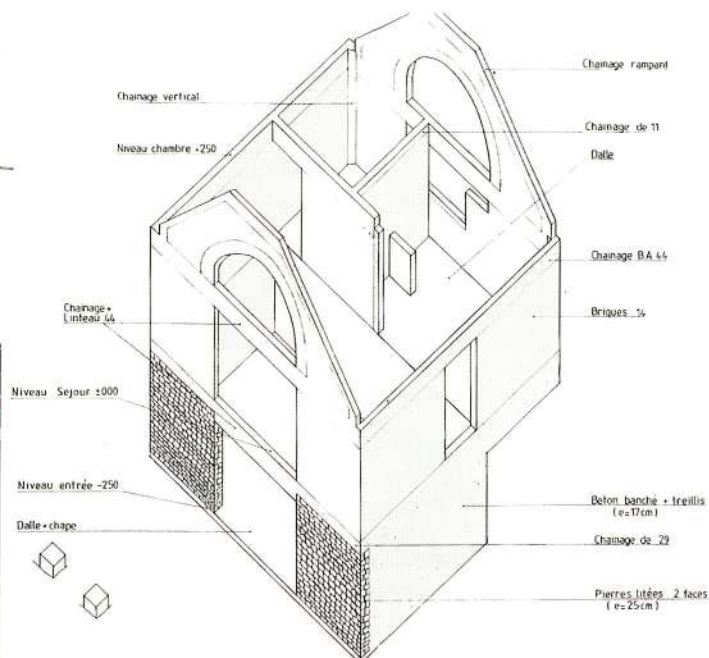 Chainage vertical
Niveau chambre +250
Chainage+
Linteau 44
Niveau Sejour ±000
Niveau entrée -250
Dalle+chape
Chainage rampant
Chainage de 11
Dalle
Chainage B.A 44
Briques 14
Beton banché + treillis
(e=17cm)
Chainage de 29
Pierres litées 2 faces
(e=25cm)